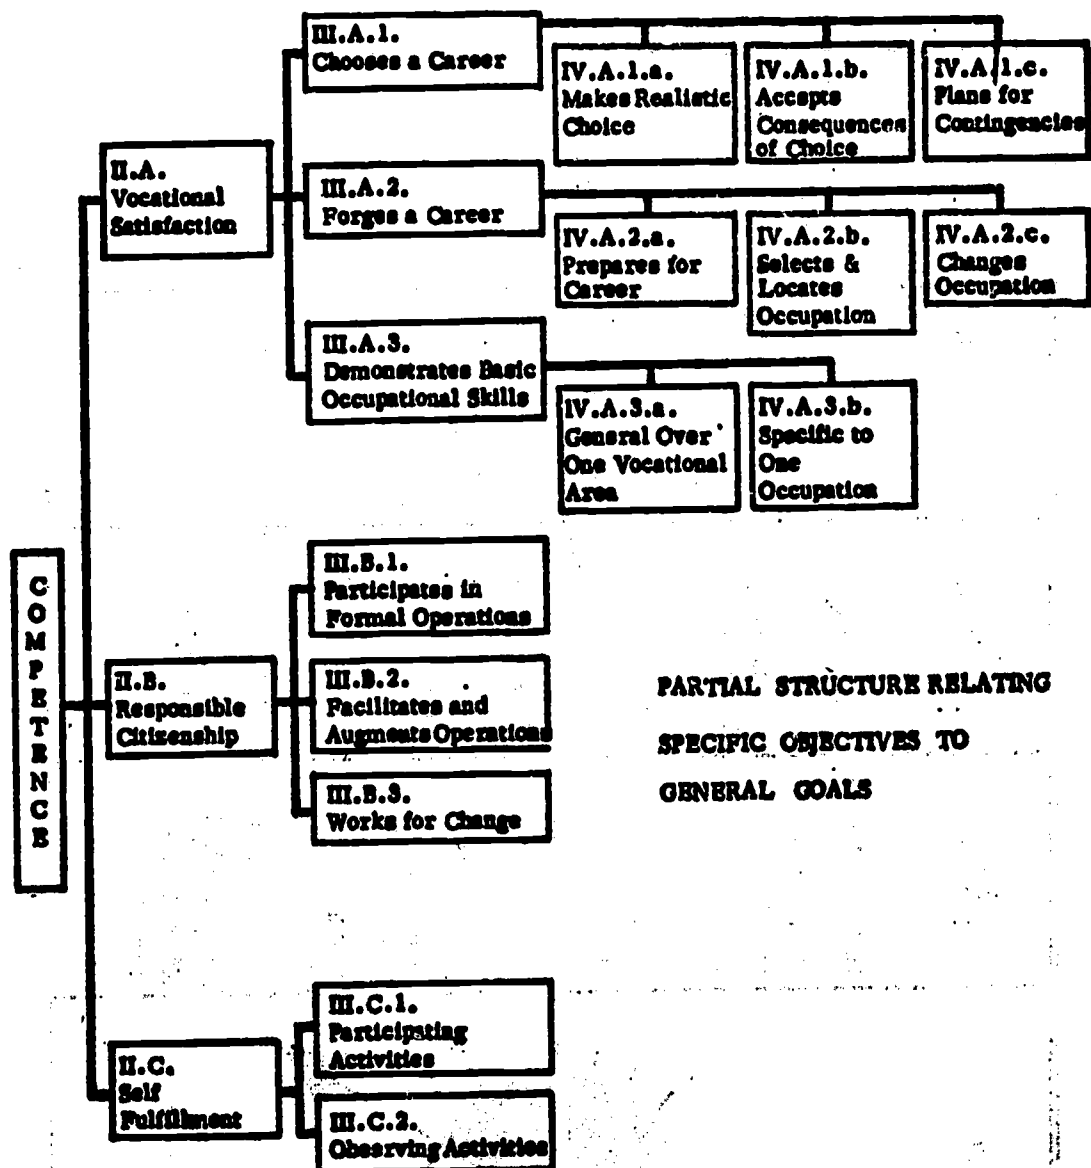 III.A.1.
Chooses a Career
IV.A.1.a.
Makes Realistic
Choice
IV.A.1.b.
Accepts
Consequences
of Choice
IV.A.1.c.
Plans for
Contingencies
II.A.
Vocational
Satisfaction
III.A.2.
Forges a Career
IV.A.2.a.
Prepares for
Career
IV.A.2.b.
Selects &
Locates
Occupation
IV.A.2.c.
Changes
Occupation
III.A.3.
Demonstrates Basic
Occupational Skills
IV.A.3.a.
General Over
One Vocational
Area
IV.A.3.b.
Specific to
One
Occupation
COMPETENCE
II.B.
Responsible
Citizenship
III.B.1.
Participates in
Formal Operations
III.B.2.
Facilitates and
Augments Operations
III.B.3.
Works for Change
PARTIAL STRUCTURE RELATING
SPECIFIC OBJECTIVES TO
GENERAL GOALS
II.C.
Self
Fulfillment
III.C.1.
Participating
Activities
III.C.2.
Observing Activities